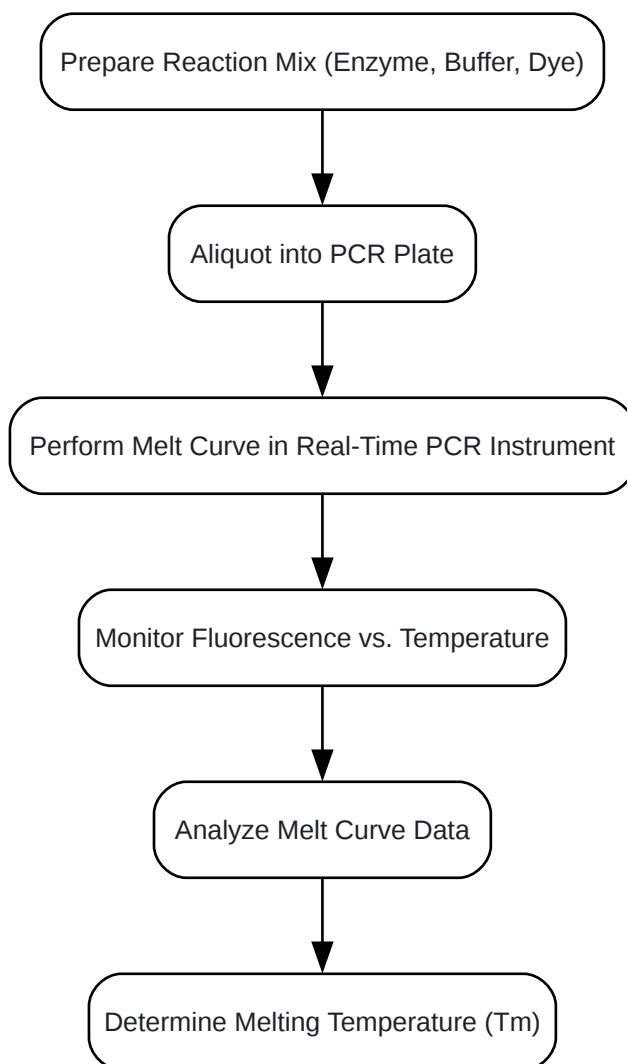 Prepare Reaction Mix (Enzyme, Buffer, Dye)
Aliquot into PCR Plate
Perform Melt Curve in Real-Time PCR Instrument
Monitor Fluorescence vs. Temperature
Analyze Melt Curve Data
Determine Melting Temperature (Tm)